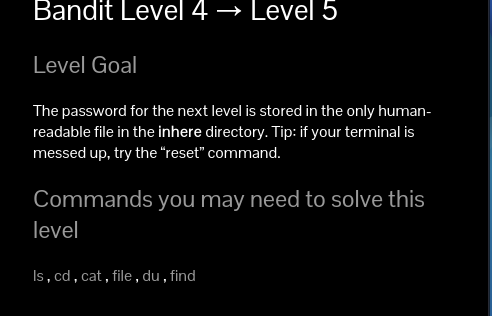 Bandit Level 4 → Level 5
Level Goal
The password for the next level is stored in the only human-
readable file in the inhere directory. Tip: if your terminal is
messed up, try the “reset” command.
Commands you may need to solve this
level
ls , cd , cat , file , du , find